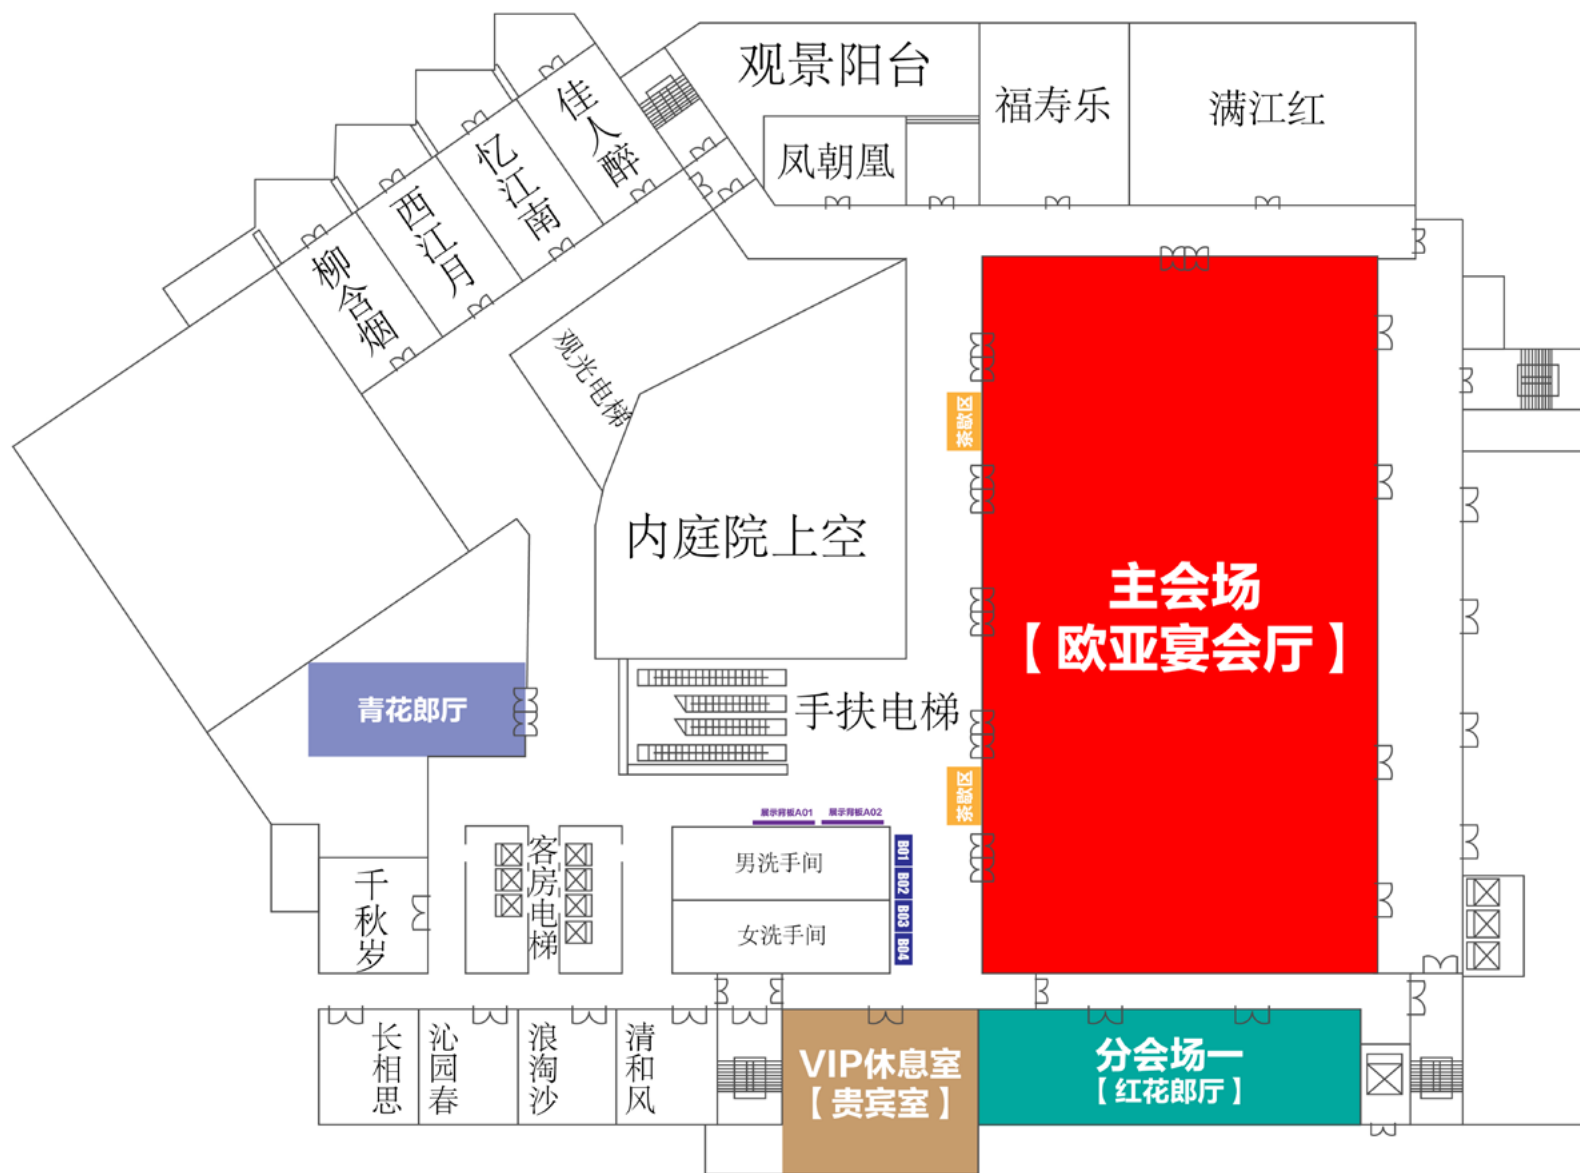 观景阳台
福寿乐
满江红
凤朝凰
佳人醉
忆江南
西江月
柳含烟
观光电梯
茶歇区
内庭院上空
主会场
【欧亚宴会厅】
青花郎厅
手扶电梯
茶歇区
展示背板A01
展示背板A02
客房电梯
男洗手间
女洗手间
B01
B02
B03
B04
千秋岁
长相思
沁园春
浪淘沙
清和风
VIP休息室
【贵宾室】
分会场一
【红花郎厅】